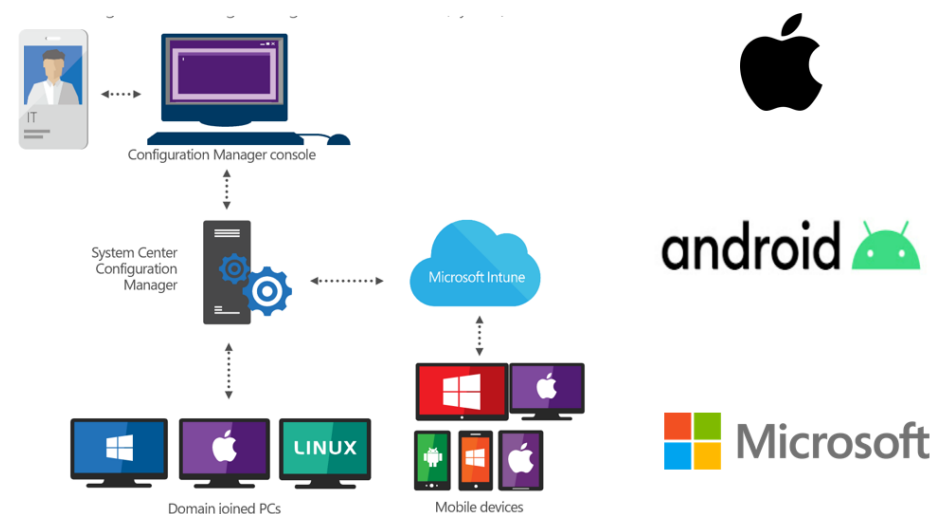 IT
Configuration Manager console
System Center
Configuration
Manager
Microsoft Intune
LINUX
Domain joined PCs
Mobile devices
android
Microsoft